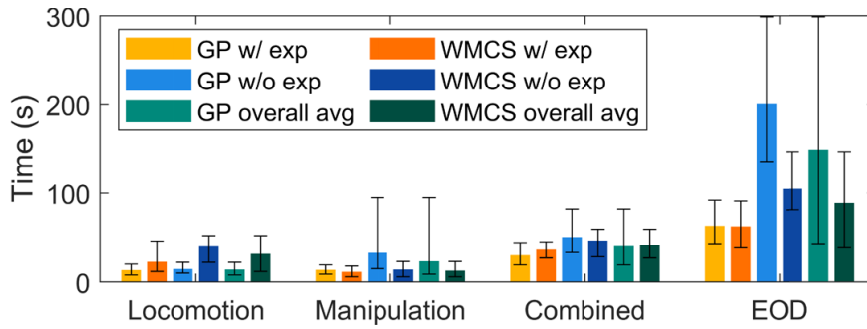 300
200
100
0
Time (s)
GP w/ exp WMCS w/ exp
GP w/o exp WMCS w/o exp
GP overall avg WMCS overall avg
Locomotion Manipulation Combined EOD